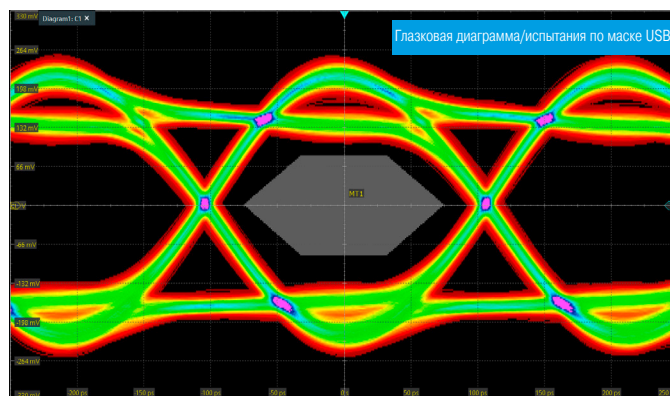 330 mV
Diagram1: C1 ✕
Глазковая диаграмма/испытания по маске USB
264 mV
198 mV
132 mV
66 mV
MT1
-66 mV
-132 mV
-198 mV
-264 mV
-200 ps
-150 ps
-100 ps
-50 ps
0 s
50 ps
100 ps
150 ps
200 ps